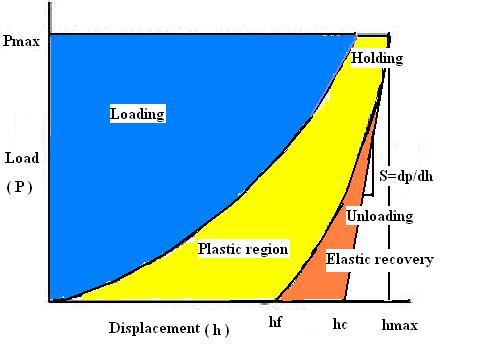 Pmax
Holding
Loading
Load
( P )
S=dp/dh
Unloading
Plastic region
Elastic recovery
Displacement ( h )
hf
hc
hmax